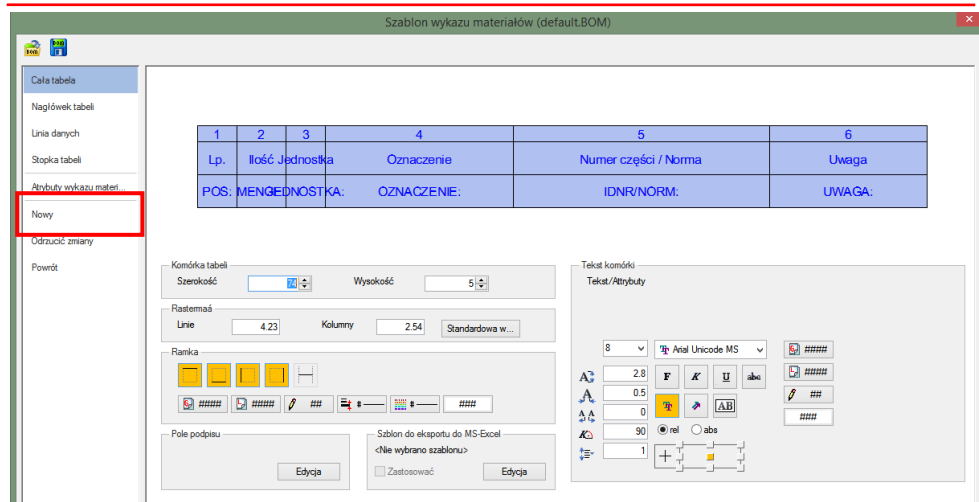 Szablon wykazu materiałów (default.BOM)
Cała tabela
Nagłówek tabeli
Linia danych
Stopka tabeli
Atrybuty wykazu materi...
Nowy
Odrzucić zmiany
Powrót
1 2 3 4 5 6
Lp. Ilość Jednostka Oznaczenie Numer części / Norma Uwaga
POS: OZNACZENIE: IDNR/NORM: UWAGA:
Komórka tabeli
Szerokość 74 Wysokość 5
Rastermaá
Linie 4.23 Kolumny 2.54 Standardowa w...
Ramka
#### #### ## ###
Pole podpisu
Edycja
Szblon do eksportu do MS-Excel
<Nie wybrano szablonu>
Zastosować Edycja
Tekst komórki
Tekst/Attrybuty
8 Arial Unicode MS ####
2.8 F K U abc ####
0.5 ##
0 AB ###
90 rel abs
1